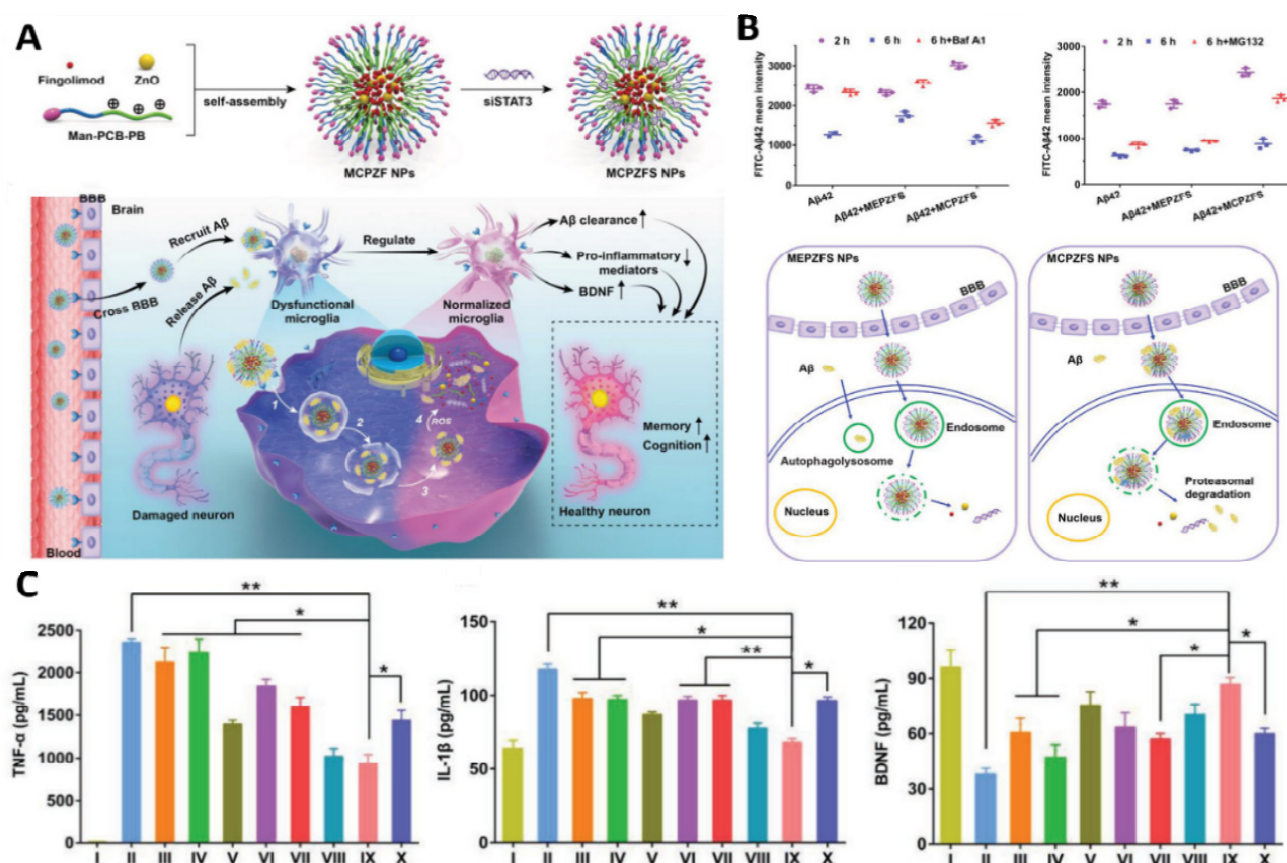 A
Fingolimod
ZnO
Man-PCB-PB
self-assembly
MCPZF NPs
siSTAT3
MCPZFS NPs
BBB
Brain
Recruit Aβ
Cross BBB
Release Aβ
Regulate
Dysfunctional
microglia
Normalized
microglia
Aβ clearance ↑
Pro-inflammatory ↓
mediators
BDNF ↑
1
2
3
4
ROS
Damaged neuron
Memory ↑
Cognition ↑
Healthy neuron
Blood
B
2 h 6 h 6 h+Baf A1
FITC-Aβ42 mean intensity
3000
2000
1000
0
Aβ42
Aβ42+MEPZFS
Aβ42+MCPZFS
2 h 6 h 6 h+MG132
FITC-Aβ42 mean intensity
3000
2000
1000
0
Aβ42
Aβ42+MEPZFS
Aβ42+MCPZFS
MEPZFS NPs
BBB
Aβ
Endosome
Autophagolysosome
Nucleus
MCPZFS NPs
BBB
Aβ
Endosome
Proteasomal
degradation
Nucleus
C
TNF-α (pg/mL)
2500
2000
1500
1000
500
0
**
*
*
I II III IV V VI VII VIII IX X
IL-1β (pg/mL)
150
100
50
0
**
*
**
*
I II III IV V VI VII VIII IX X
BDNF (pg/mL)
120
90
60
30
0
**
*
*
*
I II III IV V VI VII VIII IX X